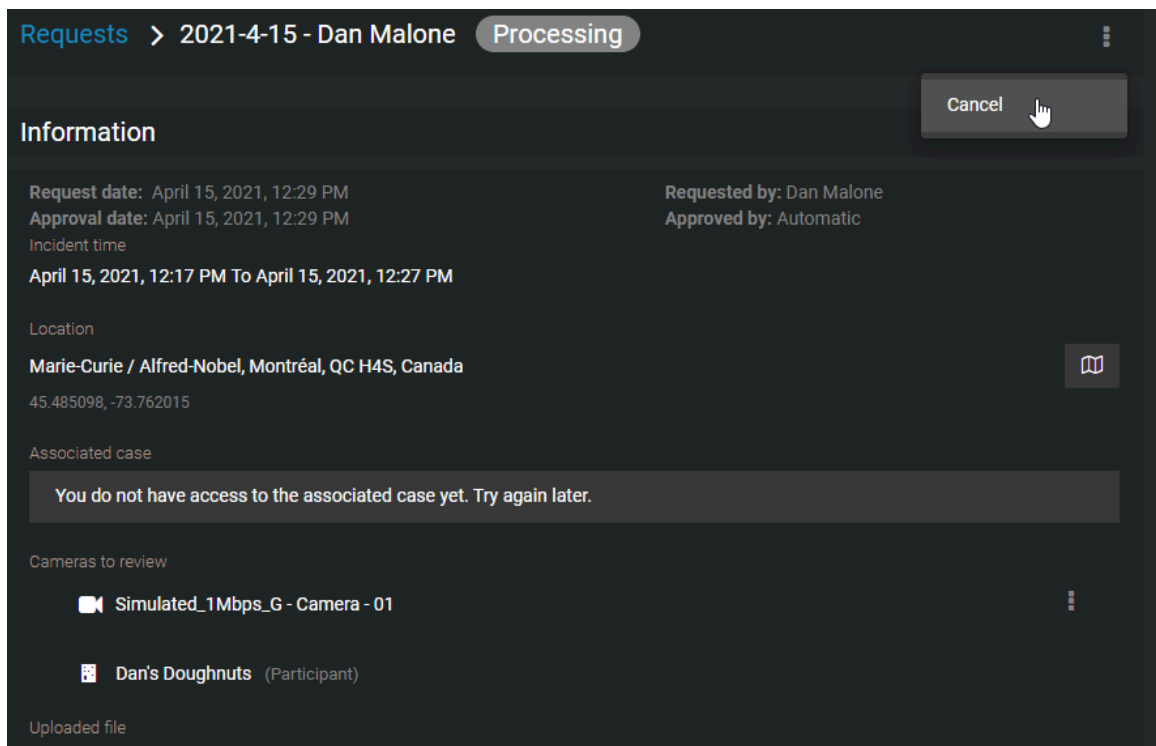 Requests > 2021-4-15 - Dan Malone Processing
Cancel
Information
Request date: April 15, 2021, 12:29 PM Requested by: Dan Malone
Approval date: April 15, 2021, 12:29 PM Approved by: Automatic
Incident time
April 15, 2021, 12:17 PM To April 15, 2021, 12:27 PM
Location
Marie-Curie / Alfred-Nobel, Montréal, QC H4S, Canada
45.485098, -73.762015
Associated case
You do not have access to the associated case yet. Try again later.
Cameras to review
Simulated_1Mbps_G - Camera - 01
Dan's Doughnuts (Participant)
Uploaded file